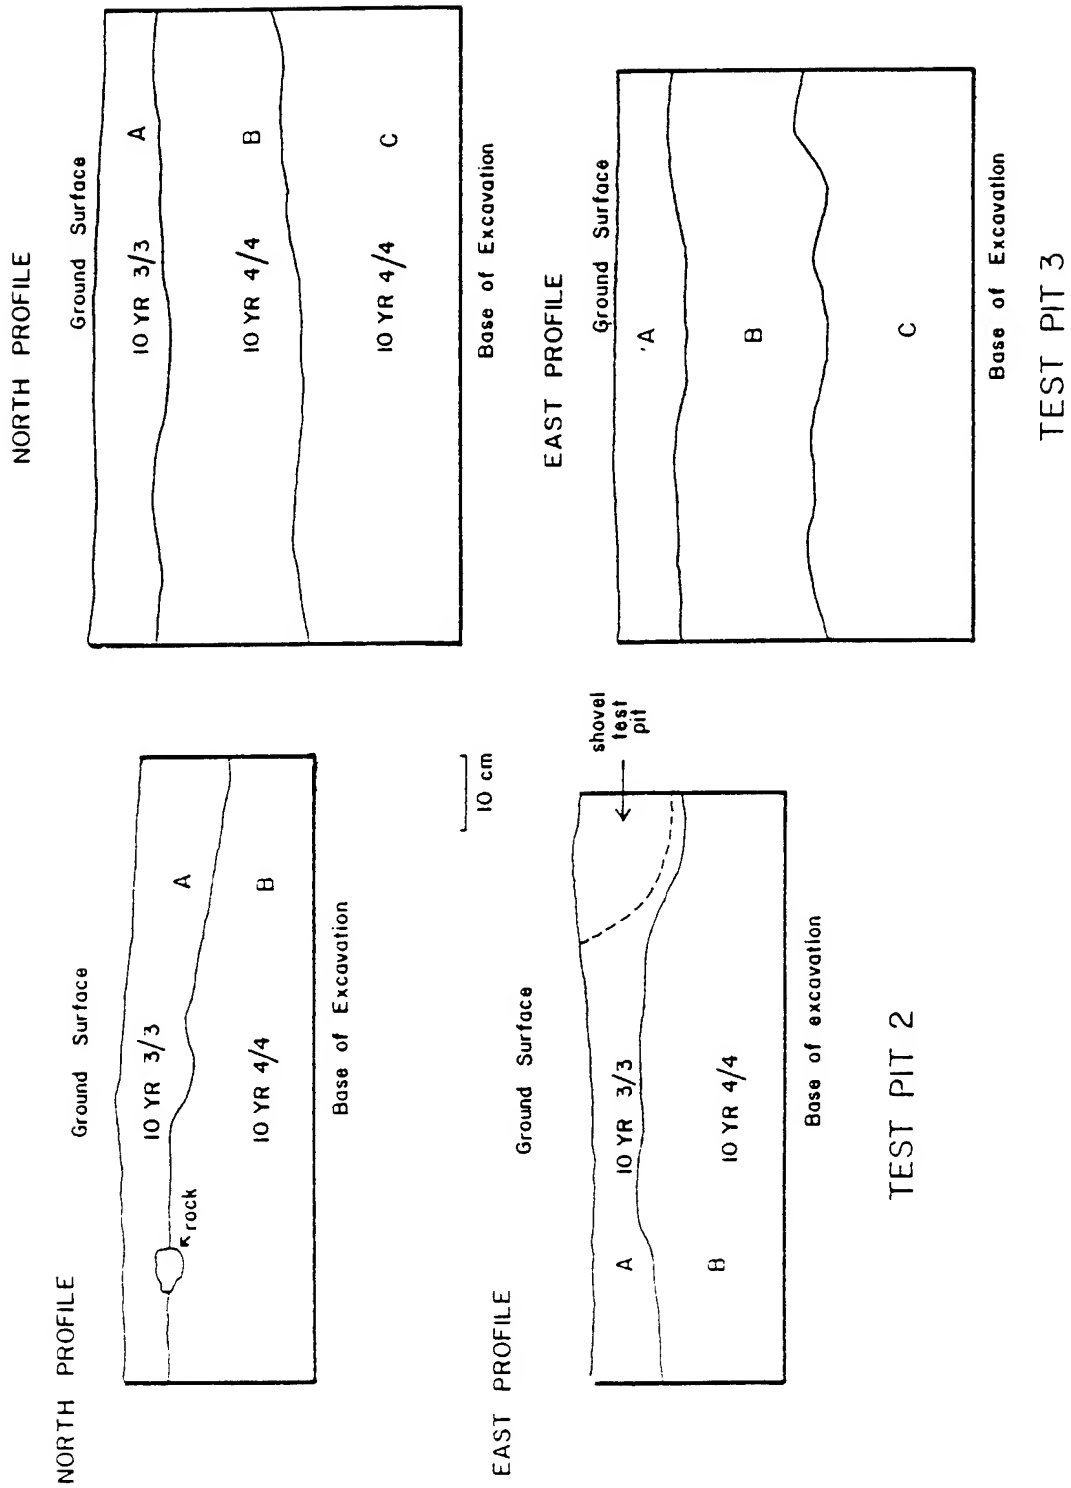 NORTH PROFILE
Ground Surface
10 YR 3/3 A
rock
10 YR 4/4 B
Base of Excavation
10 cm
EAST PROFILE
Ground Surface
shovel
test
pit
A 10 YR 3/3
B 10 YR 4/4
Base of excavation
TEST PIT 2
NORTH PROFILE
Ground Surface
10 YR 3/3 A
10 YR 4/4 B
10 YR 4/4 C
Base of Excavation
EAST PROFILE
Ground Surface
A
B
C
Base of Excavation
TEST PIT 3